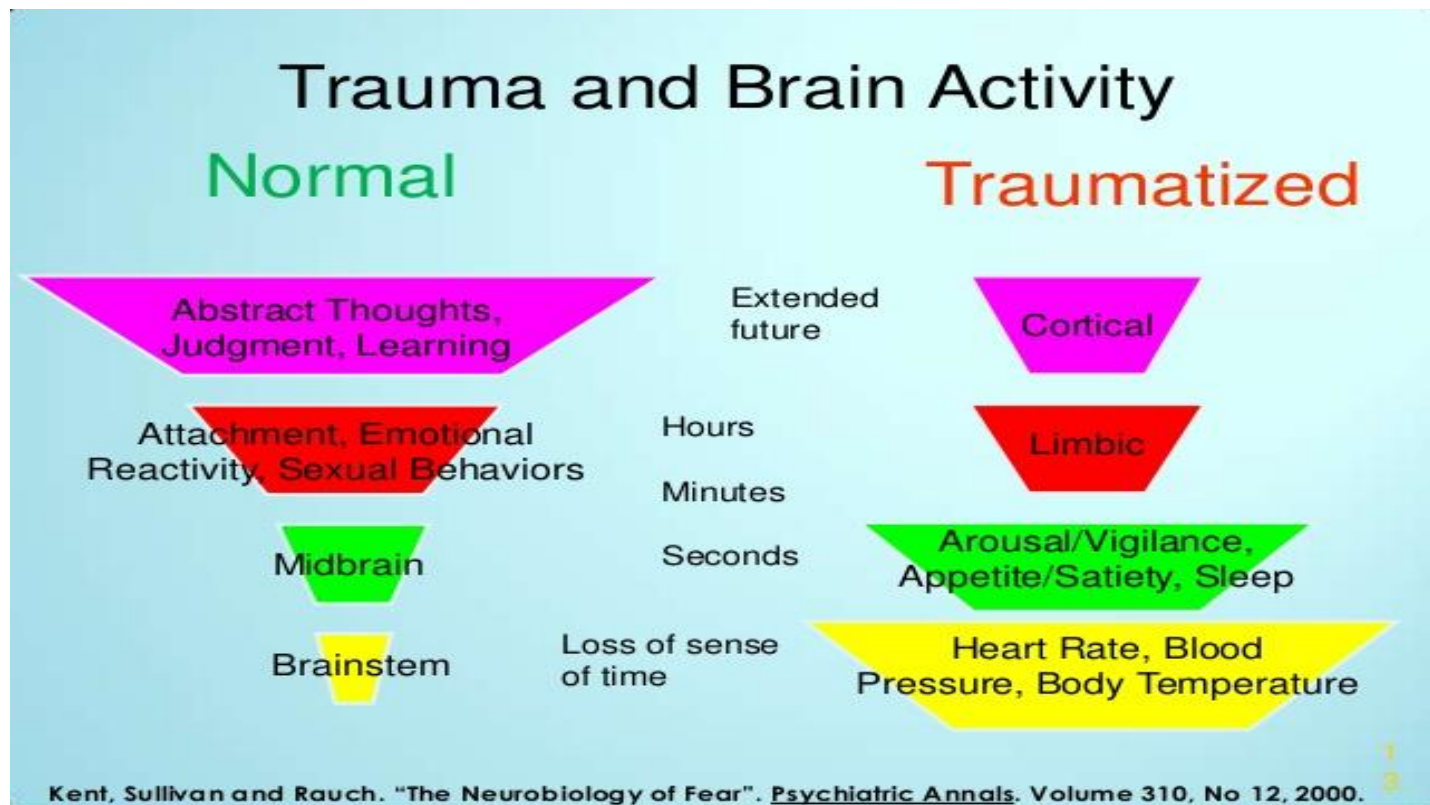 Trauma and Brain Activity
Normal
Traumatized
Abstract Thoughts,
Judgment, Learning
Extended
future
Cortical
Attachment, Emotional
Reactivity, Sexual Behaviors
Hours
Minutes
Limbic
Midbrain
Seconds
Arousal/Vigilance,
Appetite/Satiety, Sleep
Brainstem
Loss of sense
of time
Heart Rate, Blood
Pressure, Body Temperature
1
3
Kent, Sullivan and Rauch. “The Neurobiology of Fear”. Psychiatric Annals. Volume 310, No 12, 2000.